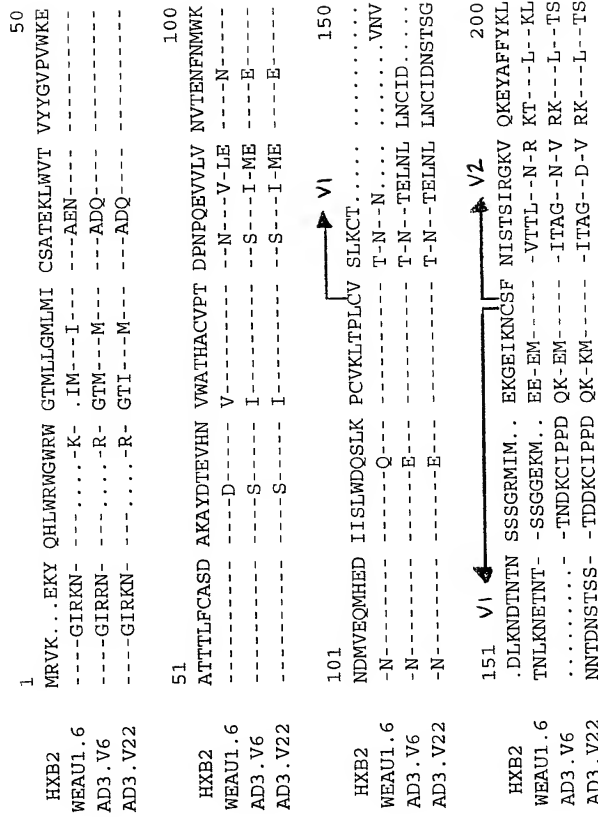 1 50
HXB2 MRVK...EKY QHLWRWGWRW GTMLLGMLMI CSATEKLWVT VYYGVPVWKE
WEAU1.6 ----GIRKN- ---....-K- .IM---I--- ---AEN---- ----------
AD3.V6 ----GIRRN- ---....-R- GTM---M--- ---ADQ---- ----------
AD3.V22 ----GIRKN- ---....-R- GTI---M--- ---ADQ---- ----------
51 100
HXB2 ATTTLFCASD AKAYDTEVHN VWATHACVPT DPNPQEVVLV NVTENFNMWK
WEAU1.6 ---------- ----D----- V--------- --N---V-LE ----N-----
AD3.V6 ---------- ----S----- I--------- --S---I-ME ----E-----
AD3.V22 ---------- ----S----- I--------- --S---I-ME ----E-----
V1
101 150
HXB2 NDMVEQMHED IISLWDQSLK PCVKLTPLCV SLKCT..... ..........
WEAU1.6 -N-------- -----Q---- ---------- T-N--N.... .......VNV
AD3.V6 -N-------- -----E---- ---------- T-N--TELNL LNCID.....
AD3.V22 -N-------- -----E---- ---------- T-N--TELNL LNCIDNSTSG
V1 V2
151 200
HXB2 .DLKNDTNTN SSSGRMIM.. EKGEIKNCSF NISTSIRGKV QKEYAFFYKL
WEAU1.6 TNLKNETNT- -SSGGEKM.. EE-EM----- -VTTL--N-R KT---L--KL
AD3.V6 .......... -TNDKCIPPD QK-EM----- -ITAG--N-V RK---L--TS
AD3.V22 NNTDNSTSS- -TDDKCIPPD QK-KM----- -ITAG--D-V RK---L--TS